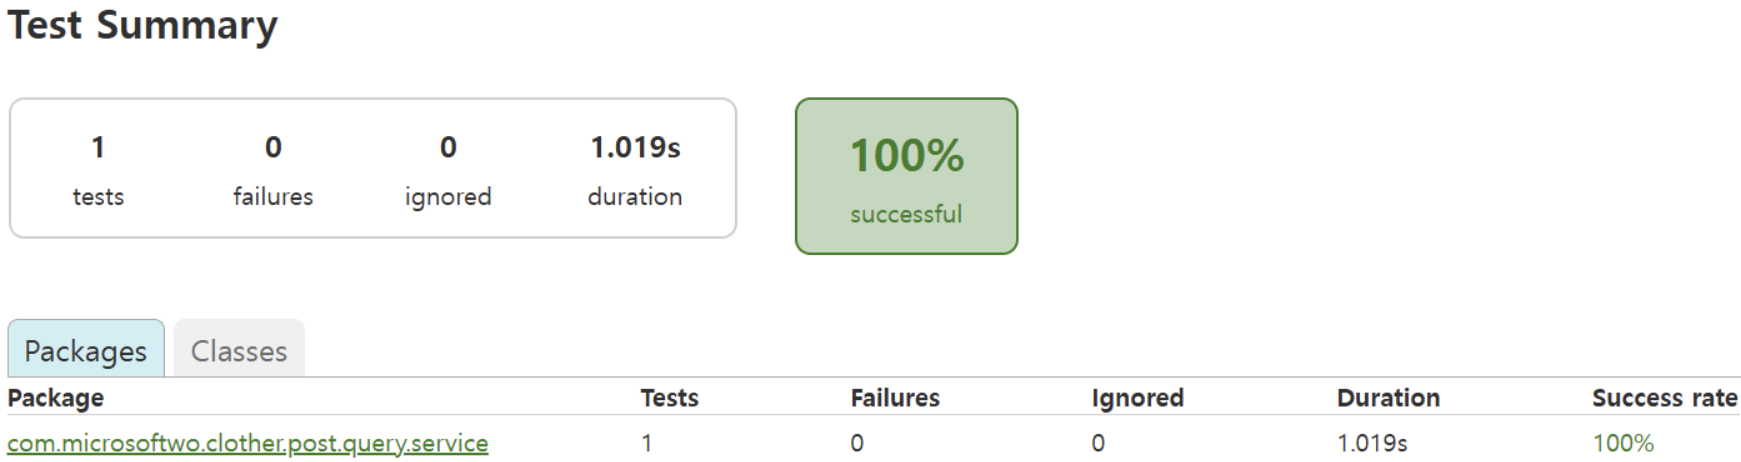 Test Summary
1 0 0 1.019s
tests failures ignored duration
100%
successful
Packages Classes
Package Tests Failures Ignored Duration Success rate
com.microsoftwo.clother.post.query.service 1 0 0 1.019s 100%